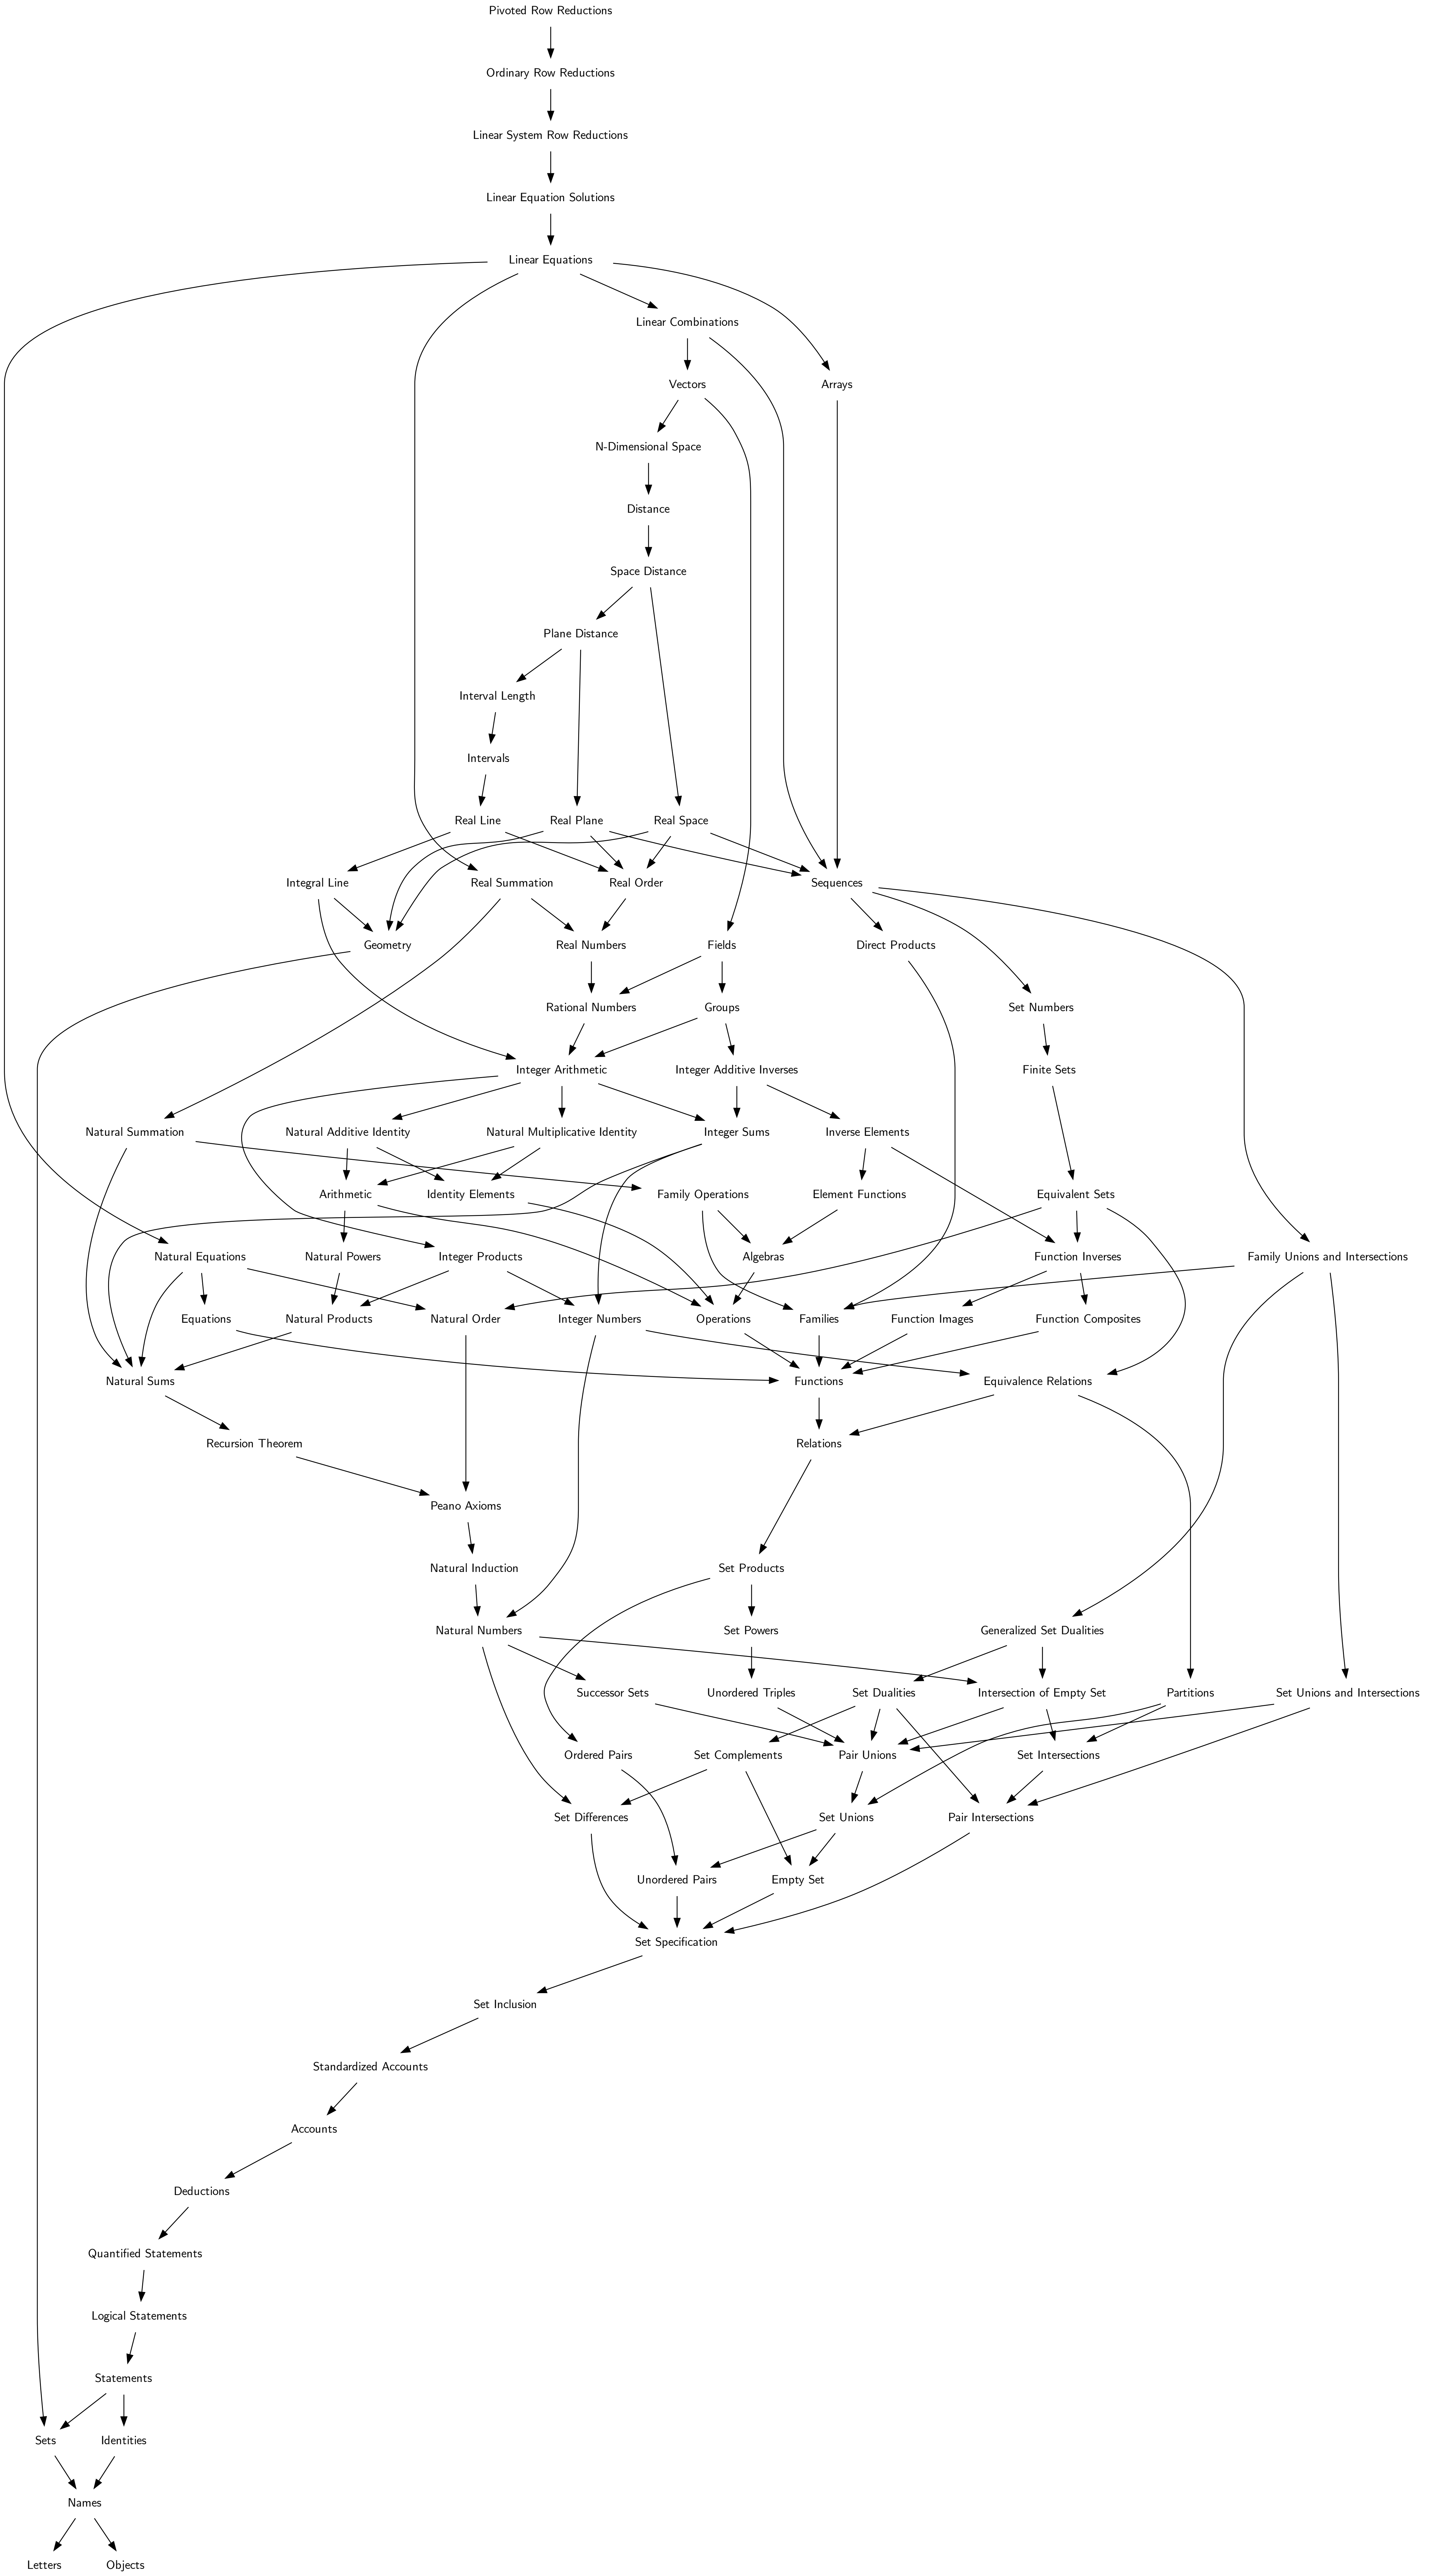 Pivoted Row Reductions
Ordinary Row Reductions
Linear System Row Reductions
Linear Equation Solutions
Linear Equations
Linear Combinations
Vectors
Arrays
N-Dimensional Space
Distance
Space Distance
Plane Distance
Interval Length
Intervals
Real Line
Real Plane
Real Space
Integral Line
Real Summation
Real Order
Sequences
Geometry
Real Numbers
Fields
Direct Products
Rational Numbers
Groups
Set Numbers
Integer Arithmetic
Integer Additive Inverses
Finite Sets
Natural Summation
Natural Additive Identity
Natural Multiplicative Identity
Integer Sums
Inverse Elements
Arithmetic
Identity Elements
Family Operations
Element Functions
Equivalent Sets
Natural Equations
Natural Powers
Integer Products
Algebras
Function Inverses
Family Unions and Intersections
Equations
Natural Products
Natural Order
Integer Numbers
Operations
Families
Function Images
Function Composites
Natural Sums
Functions
Equivalence Relations
Recursion Theorem
Relations
Peano Axioms
Natural Induction
Set Products
Natural Numbers
Set Powers
Generalized Set Dualities
Successor Sets
Unordered Triples
Set Dualities
Intersection of Empty Set
Partitions
Set Unions and Intersections
Ordered Pairs
Set Complements
Pair Unions
Set Intersections
Set Differences
Set Unions
Pair Intersections
Unordered Pairs
Empty Set
Set Specification
Set Inclusion
Standardized Accounts
Accounts
Deductions
Quantified Statements
Logical Statements
Statements
Sets
Identities
Names
Letters
Objects